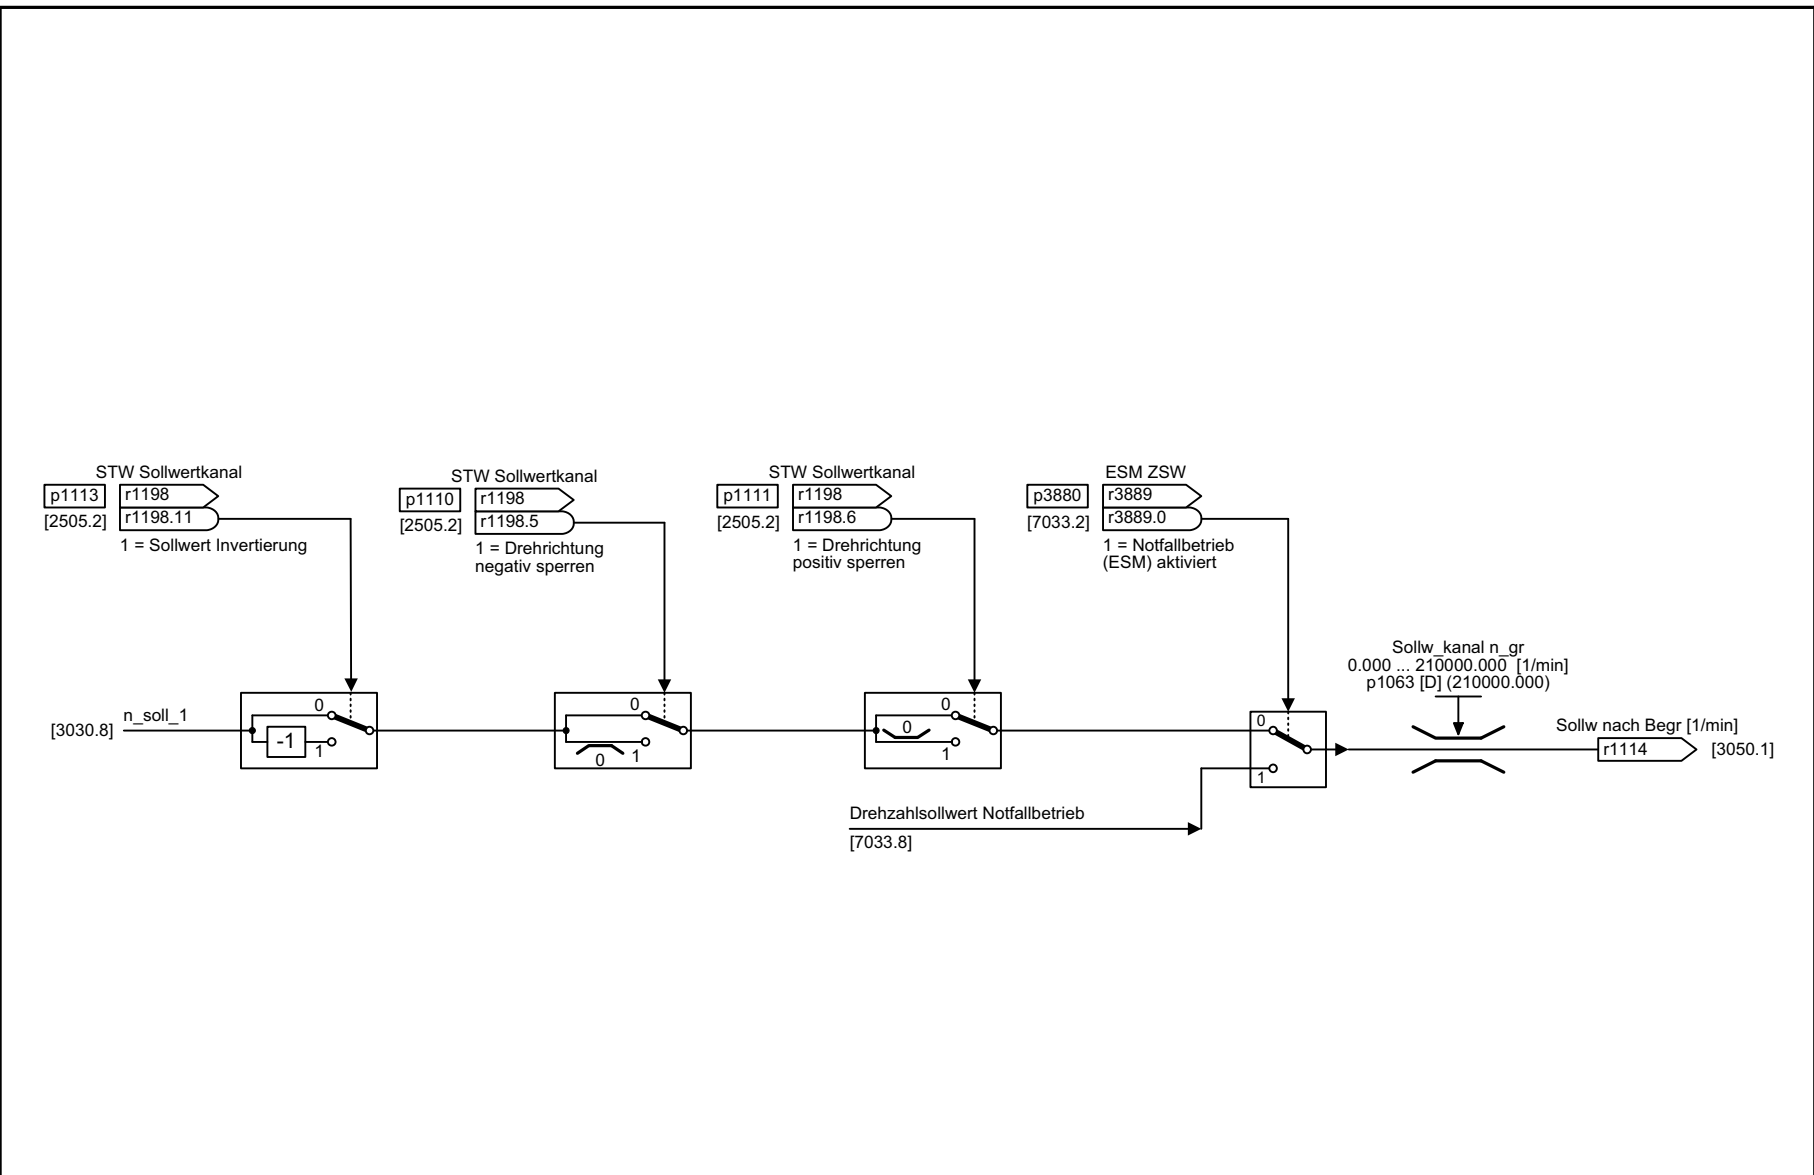 STW Sollwertkanal
p1113
r1198
[2505.2]
r1198.11
1 = Sollwert Invertierung
STW Sollwertkanal
p1110
r1198
[2505.2]
r1198.5
1 = Drehrichtung
negativ sperren
STW Sollwertkanal
p1111
r1198
[2505.2]
r1198.6
1 = Drehrichtung
positiv sperren
ESM ZSW
p3880
r3889
[7033.2]
r3889.0
1 = Notfallbetrieb
(ESM) aktiviert
Sollw_kanal n_gr
0.000 ... 210000.000 [1/min]
p1063 [D] (210000.000)
[3030.8]
n_soll_1
0
-1
1
0
0
1
0
0
1
0
1
Sollw nach Begr [1/min]
r1114
[3050.1]
Drehzahlsollwert Notfallbetrieb
[7033.8]